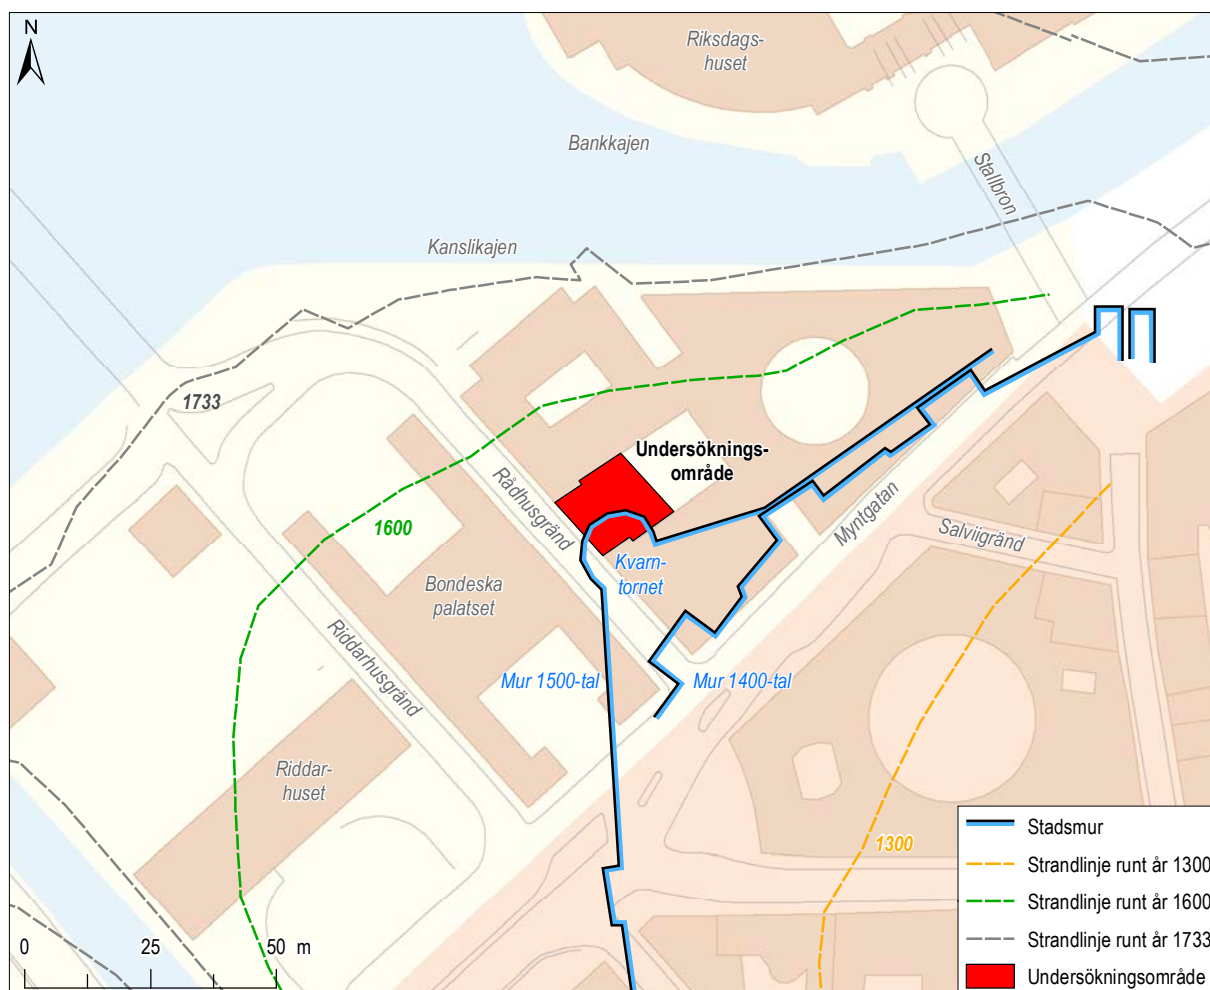 N
Riksdags-
huset
Bankkajen
Stallbron
Kanslikajen
1733
Undersöknings-
område
Rådhusgränd
1600
Myntgatan
Salviigränd
Kvarn-
tornet
Bondeska
palatset
Riddarhusgränd
Mur 1500-tal
Mur 1400-tal
Riddar-
huset
1300
Stadsmur
Strandlinje runt år 1300
Strandlinje runt år 1600
Strandlinje runt år 1733
Undersökningsområde
0 25 50 m